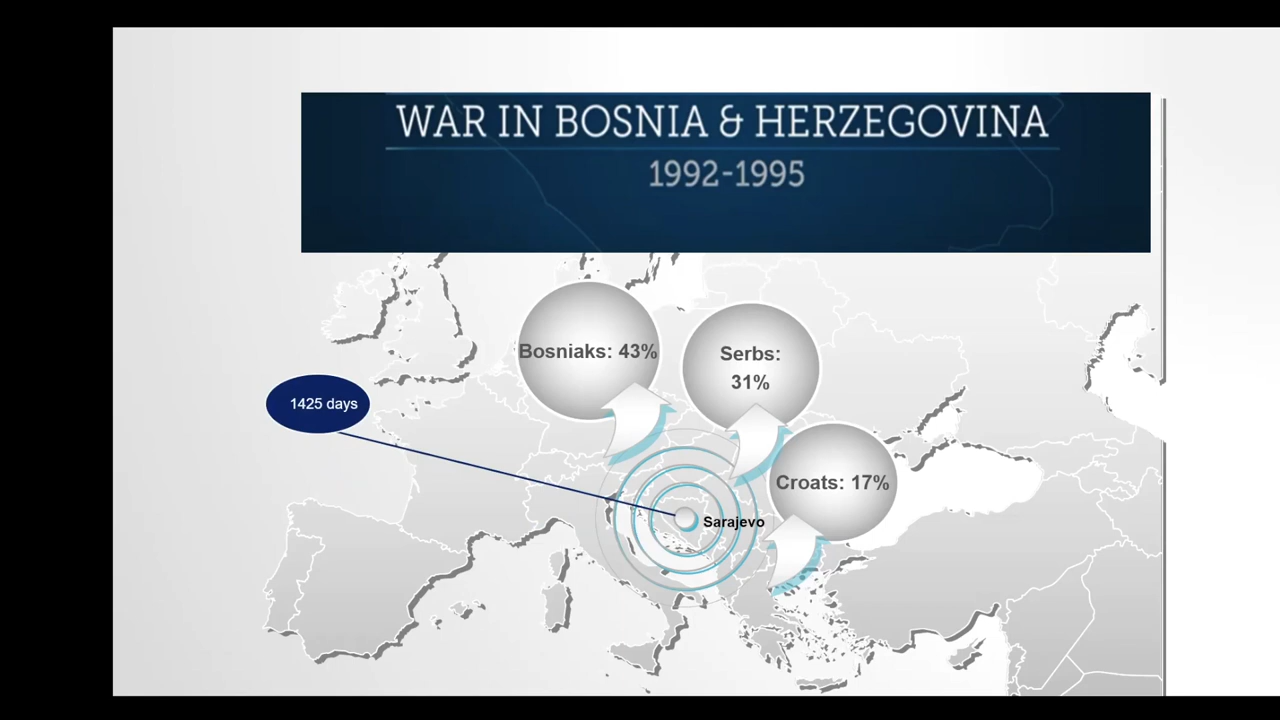 WAR IN BOSNIA & HERZEGOVINA
1992-1995
Bosniaks: 43%
Serbs:
31%
1425 days
Croats: 17%
Sarajevo